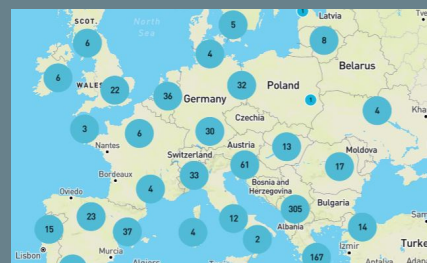 SCOT.
North
Sea
5
1
Latvia
8
6
4
Belarus
6
WALES
22
36
Germany
32
Poland
1
4
3
6
30
Czechia
Nantes
Switzerland
Austria
13
Moldova
17
33
61
Bordeaux
4
Bosnia and
Herzegovina
Oviedo
305
Bulgaria
15
23
12
Albania
14
37
4
2
Lisbon
Murcia
167
Izmir